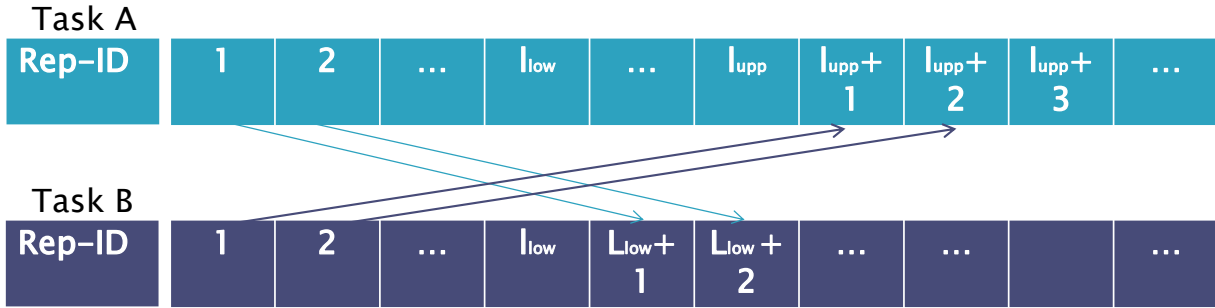 Task A
Rep-ID 1 2 ... Ilow ... Iupp Iupp+ Iupp+ Iupp+ ...
1 2 3
Task B
Rep-ID 1 2 ... Ilow Llow+ Llow+ ... ... ...
1 2